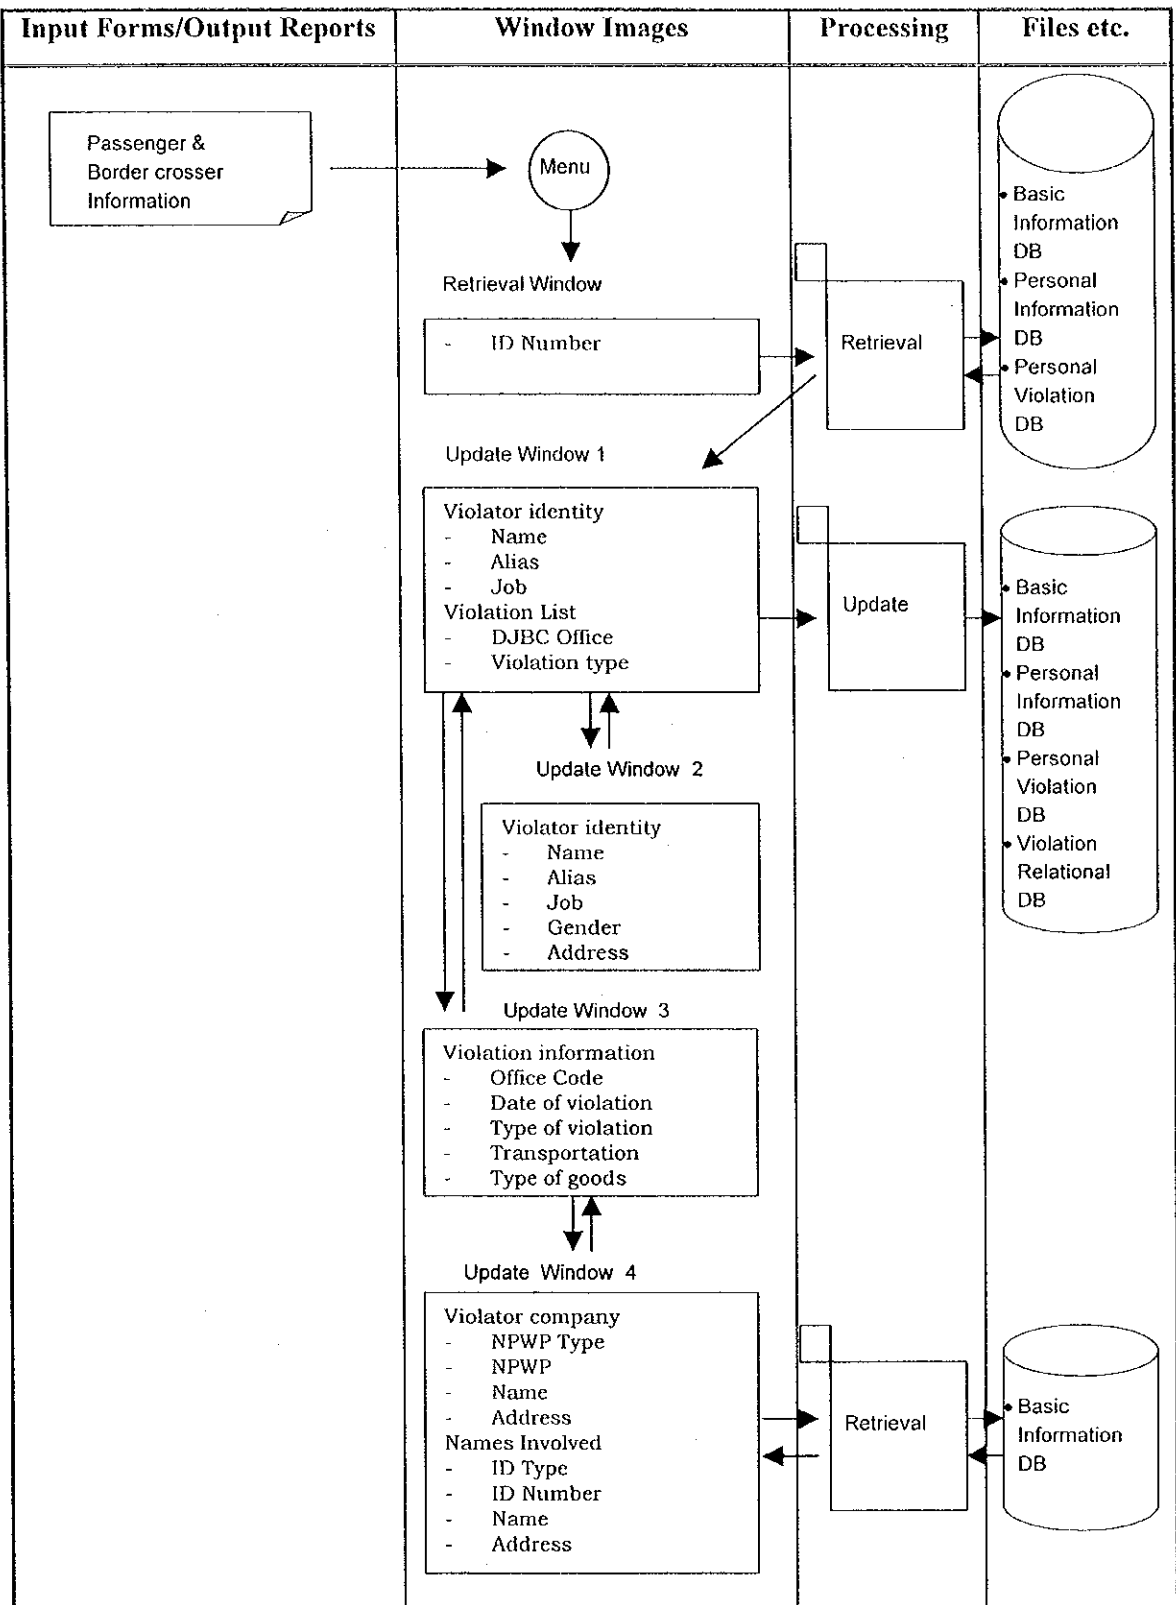 Input Forms/Output Reports
Window Images
Processing
Files etc.
Passenger &
Border crosser
Information
Menu
Retrieval Window
- ID Number
Retrieval
• Basic
Information
DB
• Personal
Information
DB
• Personal
Violation
DB
Update Window 1
Violator identity
- Name
- Alias
- Job
Violation List
- DJBC Office
- Violation type
Update
• Basic
Information
DB
• Personal
Information
DB
• Personal
Violation
DB
• Violation
Relational
DB
Update Window 2
Violator identity
- Name
- Alias
- Job
- Gender
- Address
Update Window 3
Violation information
- Office Code
- Date of violation
- Type of violation
- Transportation
- Type of goods
Update Window 4
Violator company
- NPWP Type
- NPWP
- Name
- Address
Names Involved
- ID Type
- ID Number
- Name
- Address
Retrieval
• Basic
Information
DB